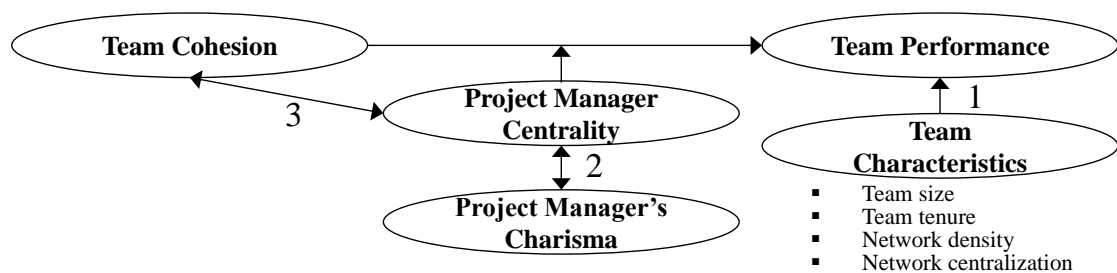 Team Cohesion
Team Performance
Project Manager
Centrality
3
1
Team
Characteristics
2
Project Manager’s
Charisma
▪ Team size
▪ Team tenure
▪ Network density
▪ Network centralization